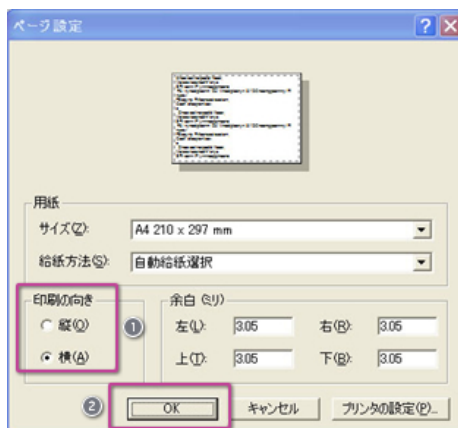 ページ設定
用紙
サイズ(Z):
A4 210 x 297 mm
給紙方法(S):
自動給紙選択
印刷の向き
縦(O)
1
横(A)
余白 (ミリ)
左(L):
3.05
右(R):
3.05
上(T):
3.05
下(B):
3.05
2
OK
キャンセル
プリンタの設定(P)...